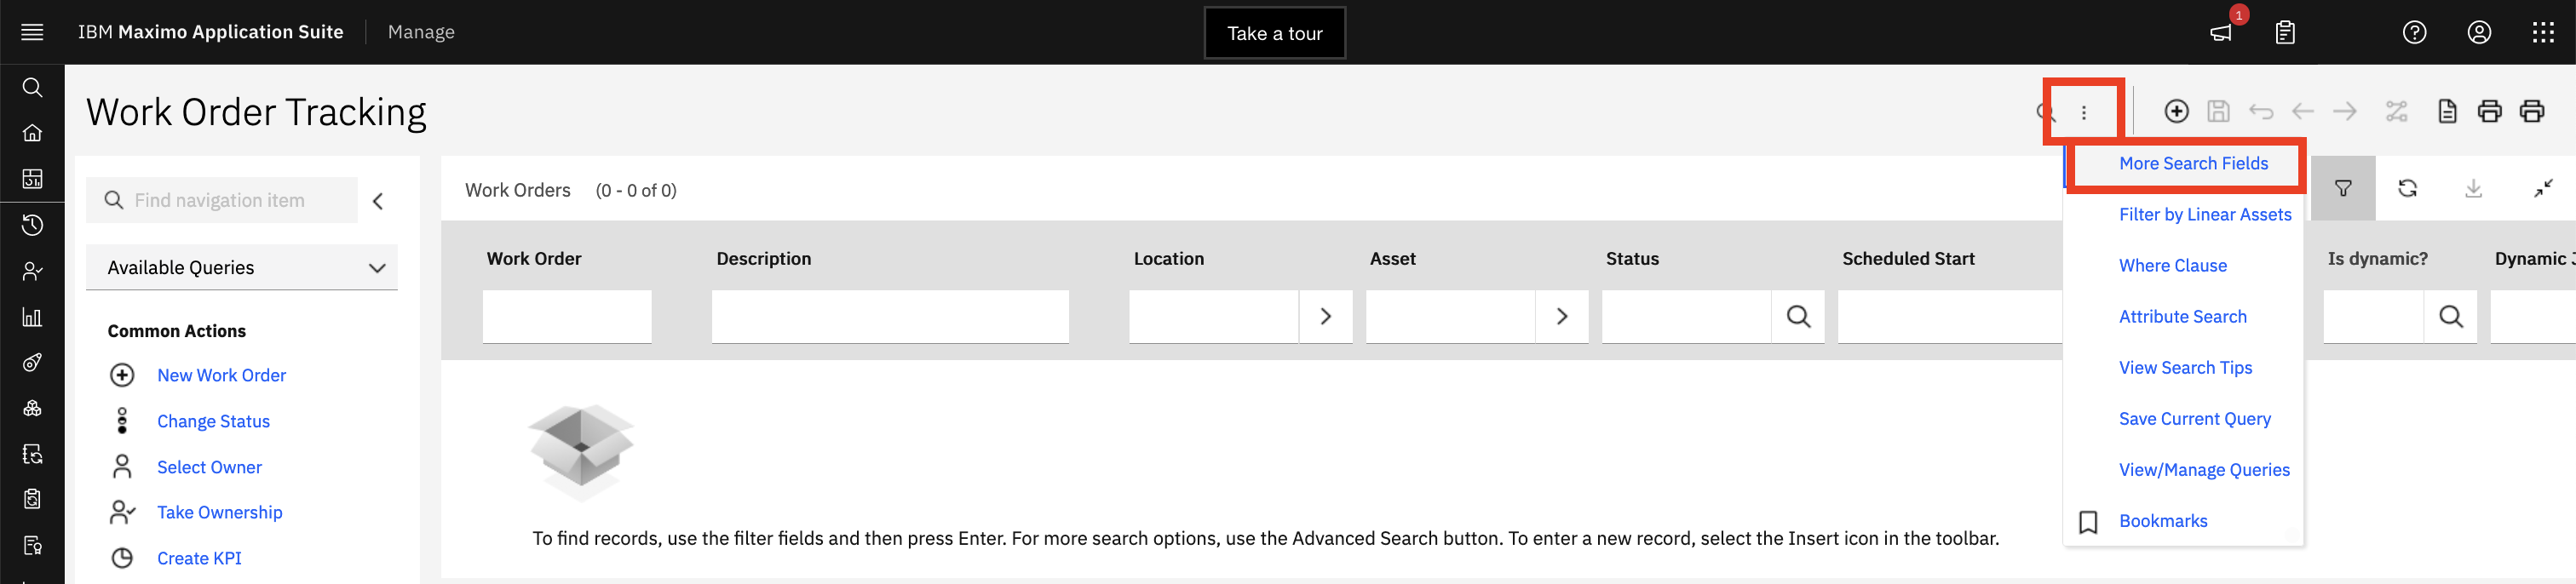 IBM Maximo Application Suite
Manage
Take a tour
1
Work Order Tracking
Find navigation item
Available Queries
Common Actions
New Work Order
Change Status
Select Owner
Take Ownership
Create KPI
Work Orders (0 - 0 of 0)
Work Order
Description
Location
Asset
Status
Scheduled Start
Is dynamic?
Dynamic
To find records, use the filter fields and then press Enter. For more search options, use the Advanced Search button. To enter a new record, select the Insert icon in the toolbar.
More Search Fields
Filter by Linear Assets
Where Clause
Attribute Search
View Search Tips
Save Current Query
View/Manage Queries
Bookmarks